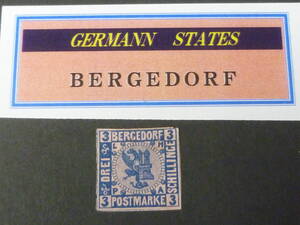 GERMANN STATES
BERGEDORF
3 BERGEDORF 3
DREI
SCHILLINGE
L H
P A
3 POSTMARKE 3